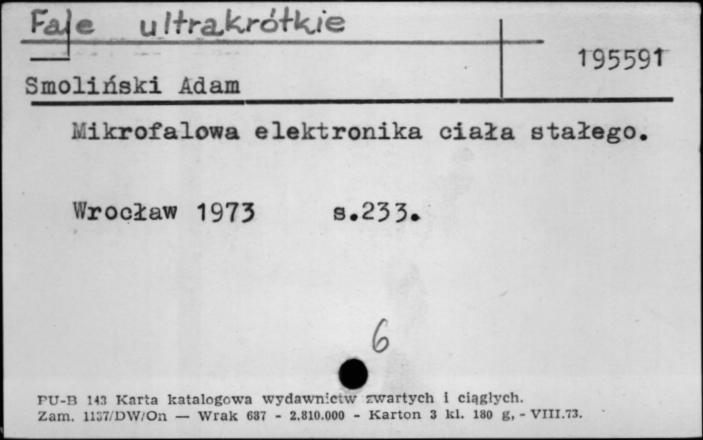 Fale ultrakrótkie
195591
Smoliński Adam
Mikrofalowa elektronika ciała stałego.
Wrocław 1973 s.233.
6
PU-B 143 Karta katalogowa wydawnictw zwartych i ciągłych.
Zam. 1137/DW/On — Wrak 687 - 2.810.000 - Karton 3 kl. 180 g, - VIII.73.